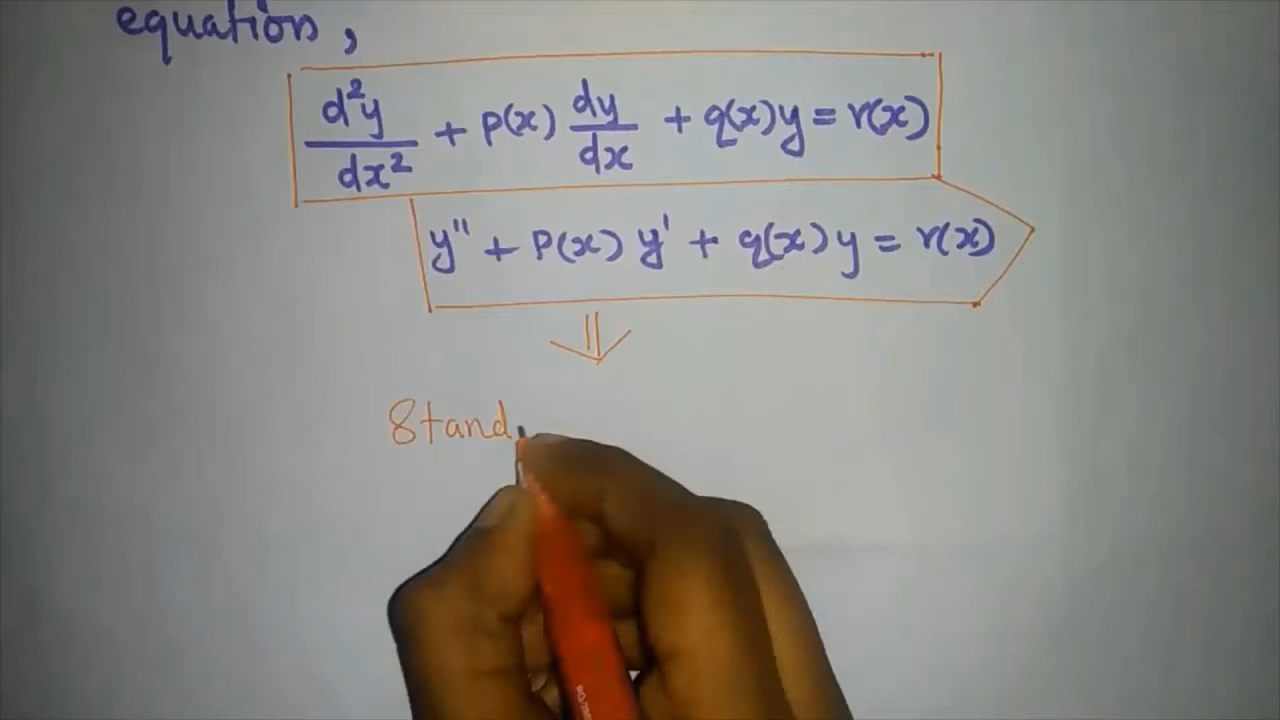 equation,
d²y/dx² + p(x) dy/dx + q(x)y = r(x)
y'' + p(x) y' + q(x) y = r(x)
⇓
Stand